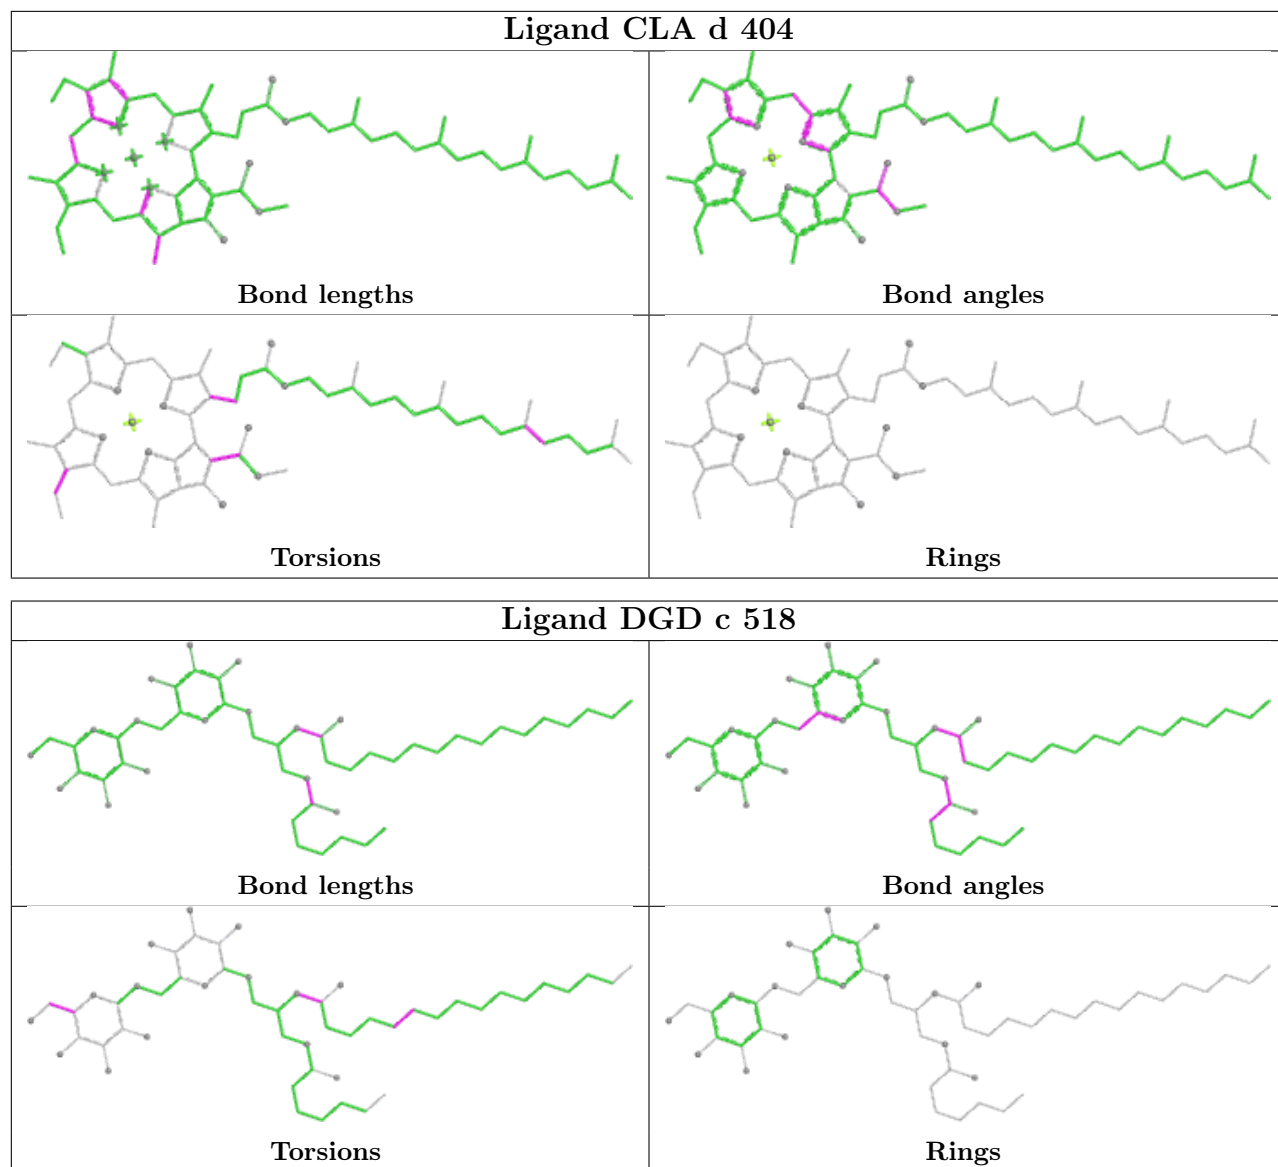 Ligand CLA d 404
Bond lengths
Bond angles
Torsions
Rings
Ligand DGD c 518
Bond lengths
Bond angles
Torsions
Rings